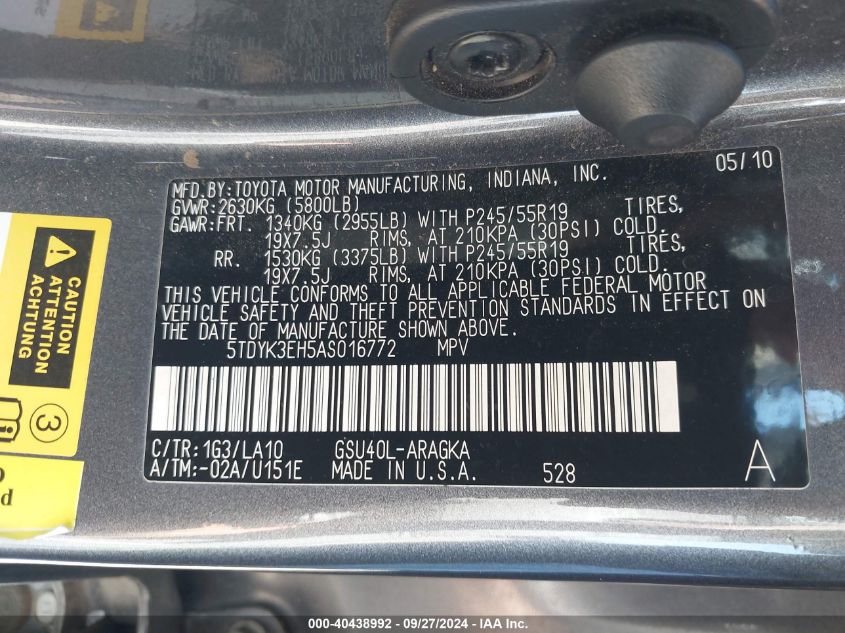 05/10
MFD.BY:TOYOTA MOTOR MANUFACTURING, INDIANA, INC.
GVWR:2630KG (5800LB)
GAWR:FRT. 1340KG (2955LB) WITH P245/55R19 TIRES,
19X7.5J RIMS, AT 210KPA (30PSI) COLD.
RR. 1530KG (3375LB) WITH P245/55R19 TIRES,
19X7.5J RIMS, AT 210KPA (30PSI) COLD.
THIS VEHICLE CONFORMS TO ALL APPLICABLE FEDERAL MOTOR
VEHICLE SAFETY AND THEFT PREVENTION STANDARDS IN EFFECT ON
THE DATE OF MANUFACTURE SHOWN ABOVE.
5TDYK3EH5AS016772 MPV
C/TR:1G3/LA10 GSU40L-ARAGKA
A/TM:-02A/U151E MADE IN U.S.A. 528 A
CAUTION
ATTENTION
ACHTUNG
3
000-40438992 - 09/27/2024 - IAA Inc.